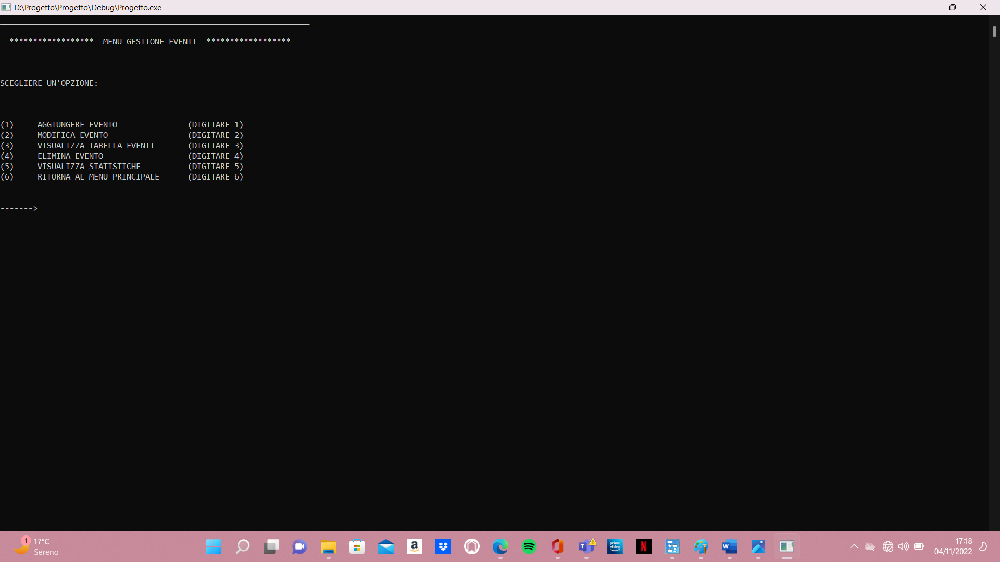 D:\Progetto\Progetto\Debug\Progetto.exe
****************** MENU GESTIONE EVENTI ******************
SCEGLIERE UN'OPZIONE:
(1) AGGIUNGERE EVENTO (DIGITARE 1)
(2) MODIFICA EVENTO (DIGITARE 2)
(3) VISUALIZZA TABELLA EVENTI (DIGITARE 3)
(4) ELIMINA EVENTO (DIGITARE 4)
(5) VISUALIZZA STATISTICHE (DIGITARE 5)
(6) RITORNA AL MENU PRINCIPALE (DIGITARE 6)
------->
1
17°C
Sereno
a
T
prime video
N
W
17:18
04/11/2022